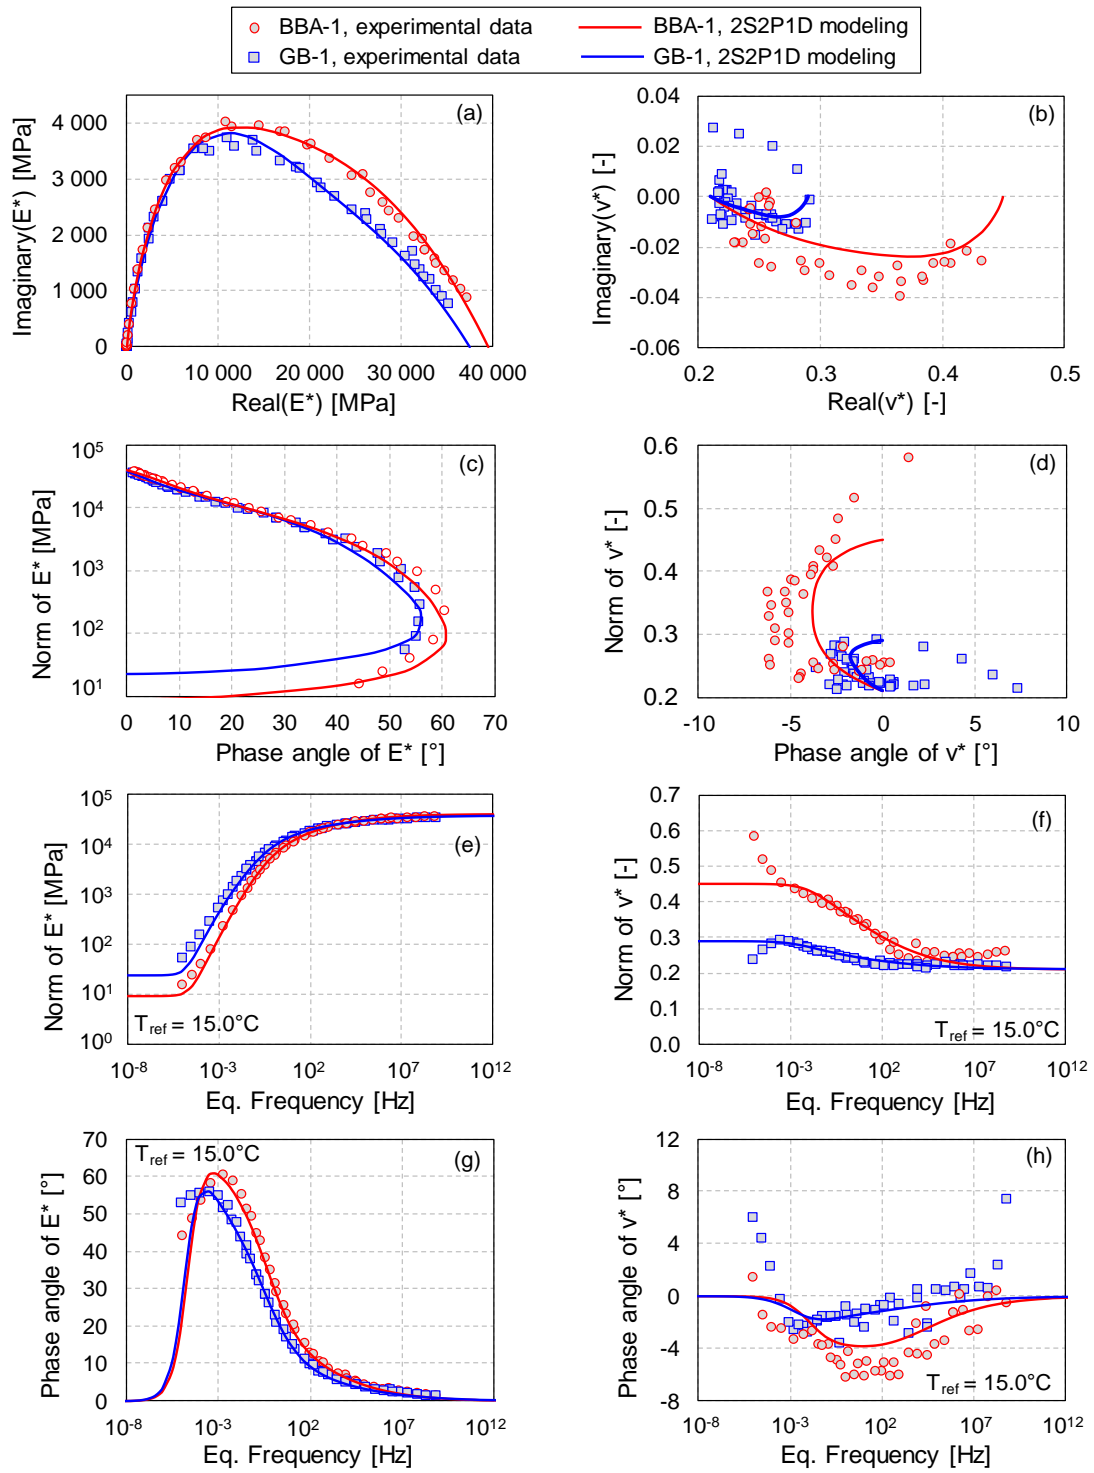 BBA-1, experimental data
BBA-1, 2S2P1D modeling
GB-1, experimental data
GB-1, 2S2P1D modeling
(a)
Imaginary(E*) [MPa]
4 000
3 000
2 000
1 000
0
0
10 000
20 000
30 000
40 000
Real(E*) [MPa]
(b)
Imaginary(ν*) [-]
0.04
0.02
0.00
-0.02
-0.04
-0.06
0.2
0.3
0.4
0.5
Real(ν*) [-]
(c)
Norm of E* [MPa]
10⁵
10⁴
10³
10²
10¹
0
10
20
30
40
50
60
70
Phase angle of E* [°]
(d)
Norm of ν* [-]
0.6
0.5
0.4
0.3
0.2
-10
-5
0
5
10
Phase angle of ν* [°]
(e)
Norm of E* [MPa]
10⁵
10⁴
10³
10²
10¹
10⁰
T_ref = 15.0°C
10⁻⁸
10⁻³
10²
10⁷
10¹²
Eq. Frequency [Hz]
(f)
Norm of ν* [-]
0.7
0.6
0.5
0.4
0.3
0.2
0.1
0.0
T_ref = 15.0°C
10⁻⁸
10⁻³
10²
10⁷
10¹²
Eq. Frequency [Hz]
(g)
Phase angle of E* [°]
70
60
50
40
30
20
10
0
T_ref = 15.0°C
10⁻⁸
10⁻³
10²
10⁷
10¹²
Eq. Frequency [Hz]
(h)
Phase angle of ν* [°]
8
4
0
-4
-8
T_ref = 15.0°C
10⁻⁸
10⁻³
10²
10⁷
10¹²
Eq. Frequency [Hz]